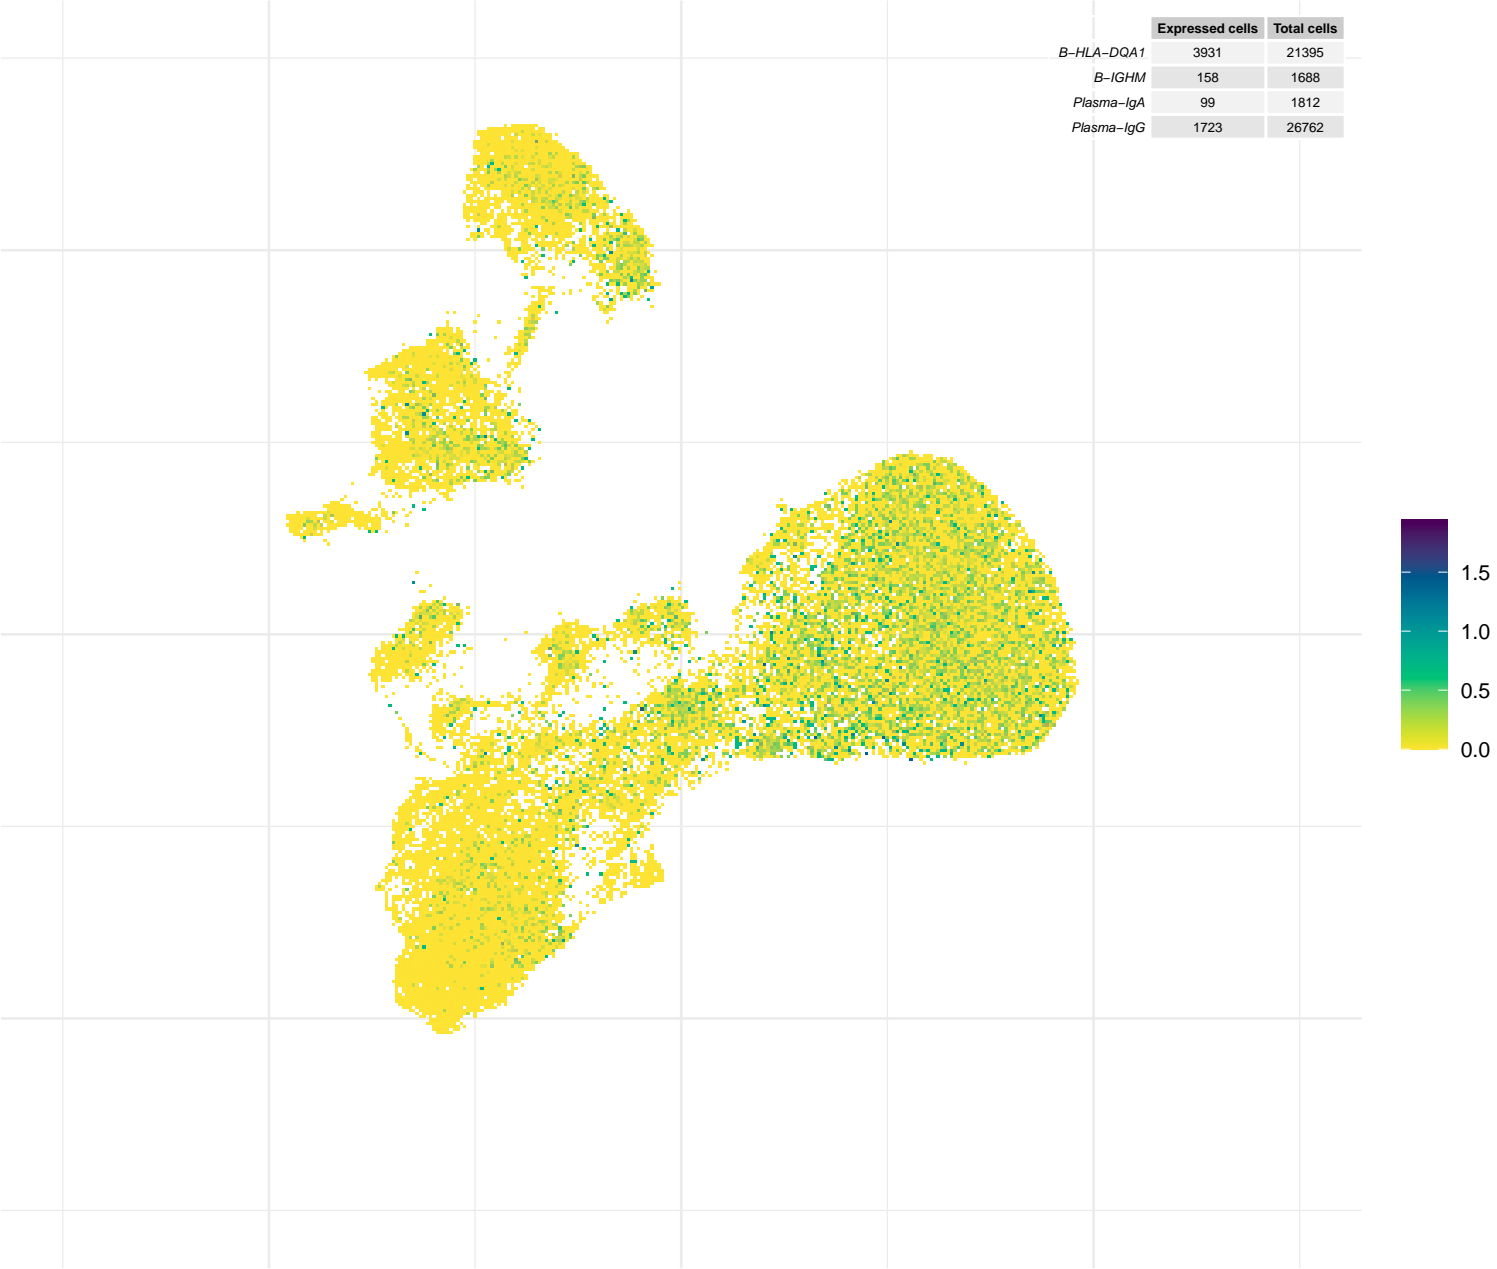 Expressed cells Total cells
B−HLA−DQA1 3931 21395
B−IGHM 158 1688
Plasma−IgA 99 1812
Plasma−IgG 1723 26762
1.5
1.0
0.5
0.0